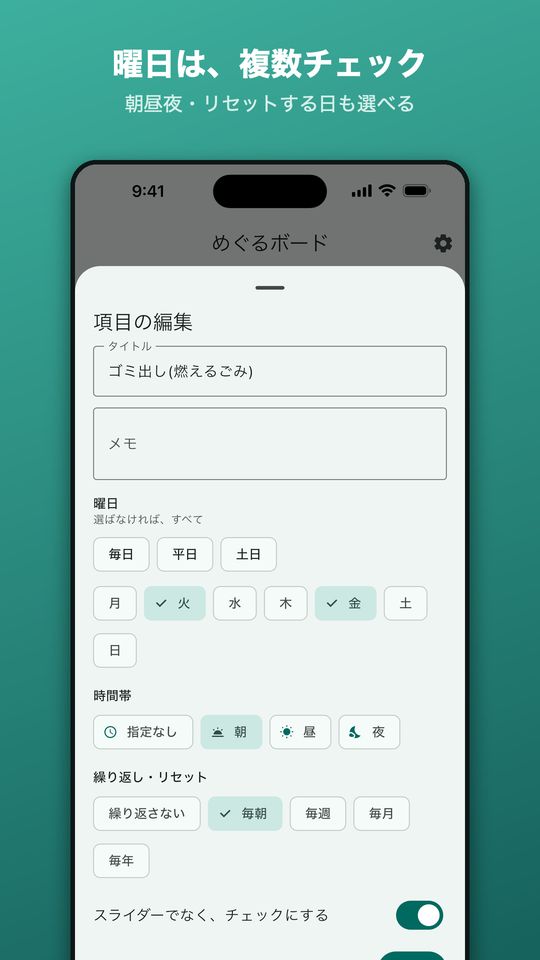 曜日は、複数チェック
朝昼夜・リセットする日も選べる
9:41
めぐるボード
項目の編集
タイトル
ゴミ出し(燃えるごみ)
メモ
曜日
選ばなければ、すべて
毎日 平日 土日
月 火 水 木 金 土
日
時間帯
指定なし 朝 昼 夜
繰り返し・リセット
繰り返さない 毎朝 毎週 毎月
毎年
スライダーでなく、チェックにする